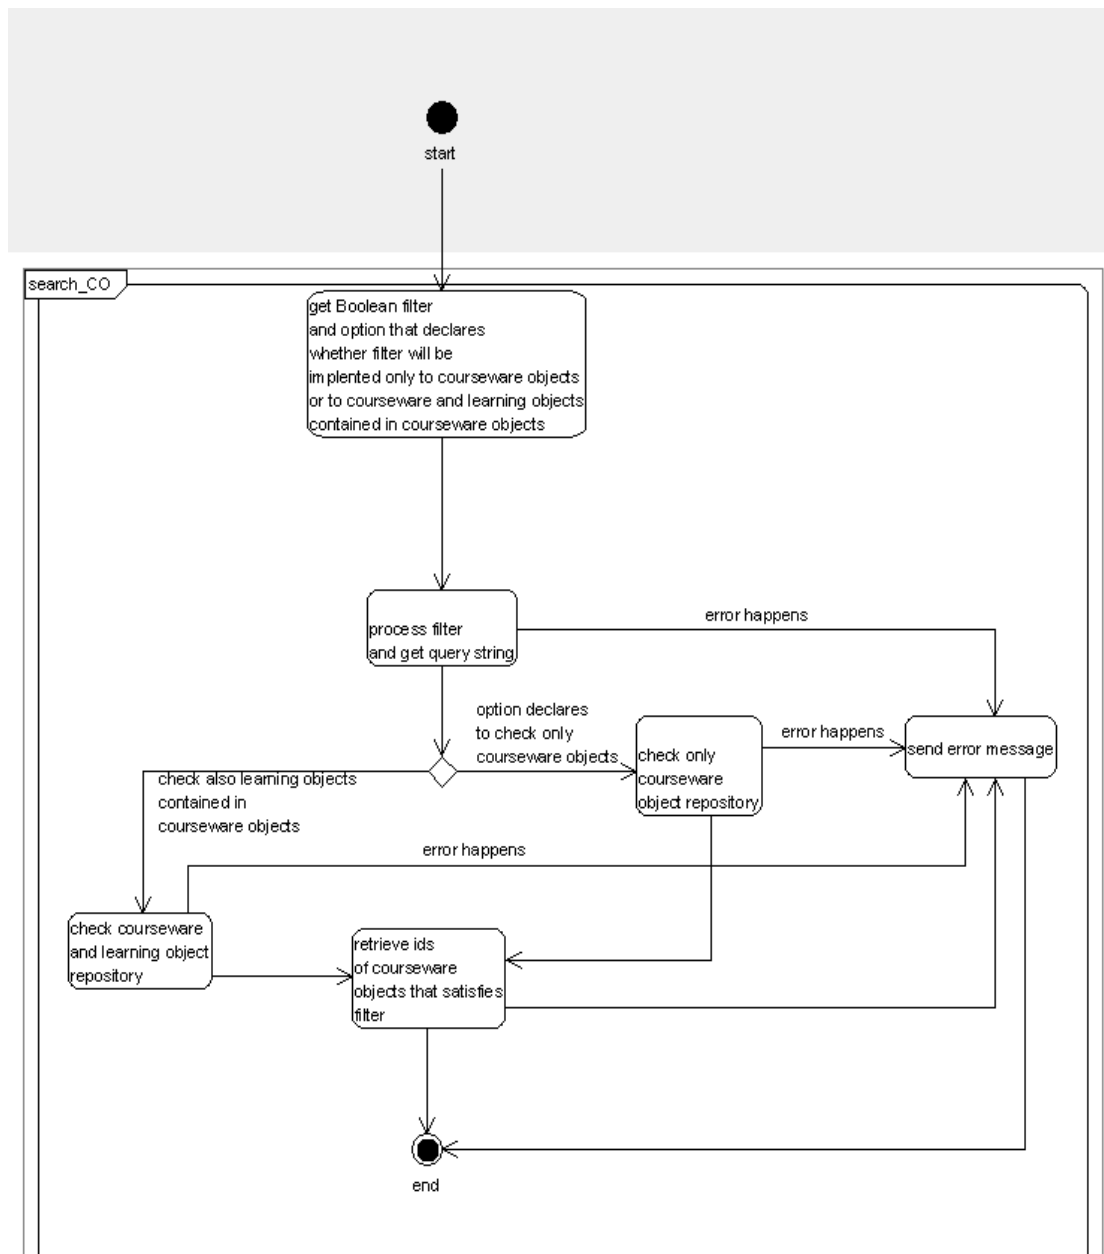 start
search_CO
get Boolean filter
and option that declares
whether filter will be
implented only to courseware objects
or to courseware and learning objects
contained in courseware objects
error happens
process filter
and get query string
option declares
to check only
courseware objects
error happens
check only
courseware
object repository
send error message
check also learning objects
contained in
courseware objects
error happens
check courseware
and learning object
repository
retrieve ids
of courseware
objects that satisfies
filter
end